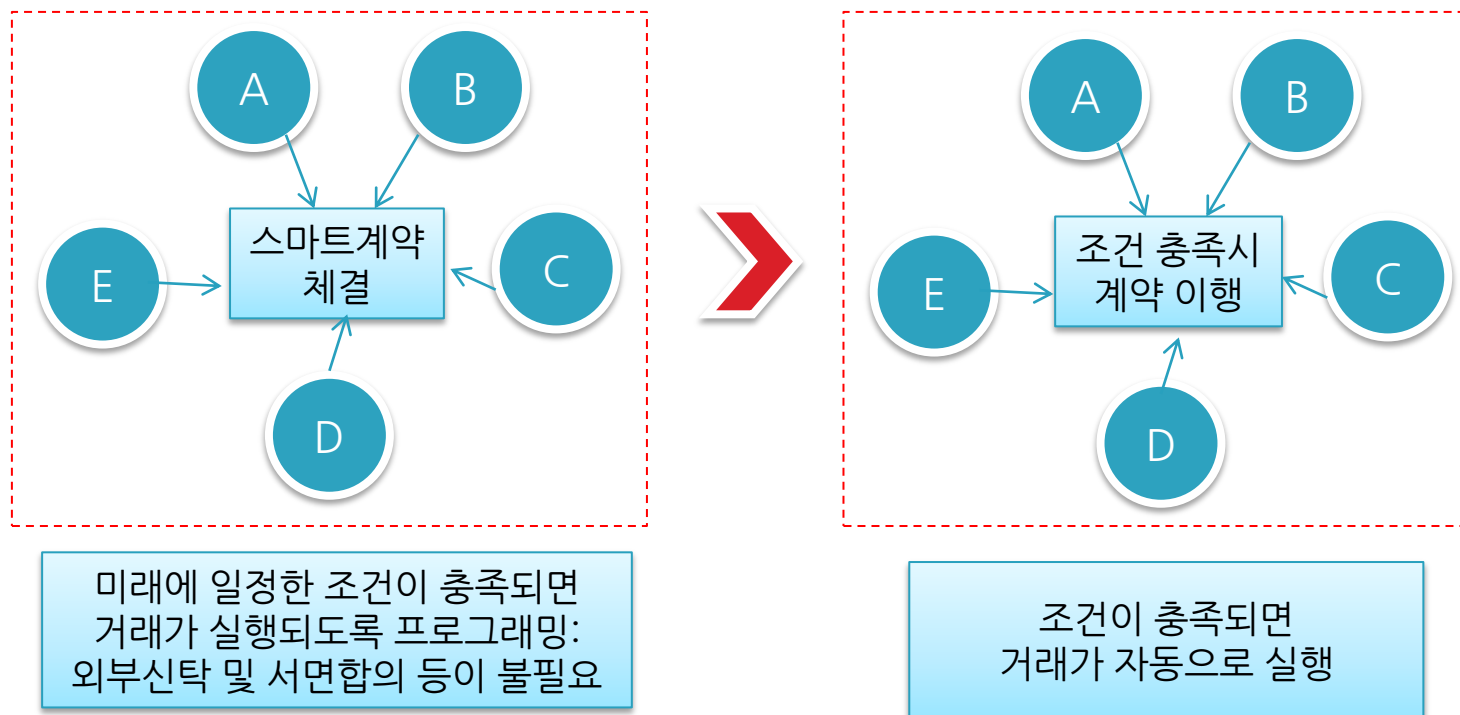 A
B
스마트계약
체결
E
C
D
미래에 일정한 조건이 충족되면
거래가 실행되도록 프로그래밍:
외부신탁 및 서면합의 등이 불필요
A
B
조건 충족시
계약 이행
E
C
D
조건이 충족되면
거래가 자동으로 실행